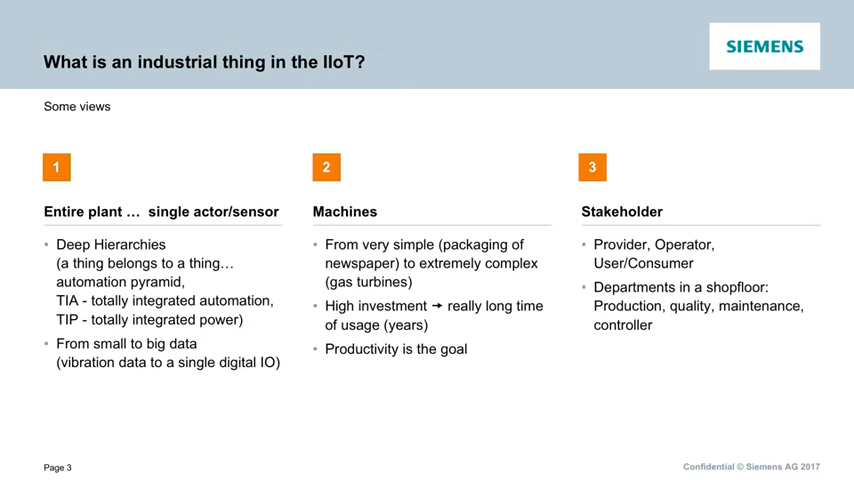 What is an industrial thing in the IIoT?
SIEMENS
Some views
1
Entire plant … single actor/sensor
• Deep Hierarchies
(a thing belongs to a thing…
automation pyramid,
TIA - totally integrated automation,
TIP - totally integrated power)
• From small to big data
(vibration data to a single digital IO)
2
Machines
• From very simple (packaging of
newspaper) to extremely complex
(gas turbines)
• High investment → really long time
of usage (years)
• Productivity is the goal
3
Stakeholder
• Provider, Operator,
User/Consumer
• Departments in a shopfloor:
Production, quality, maintenance,
controller
Page 3
Confidential © Siemens AG 2017